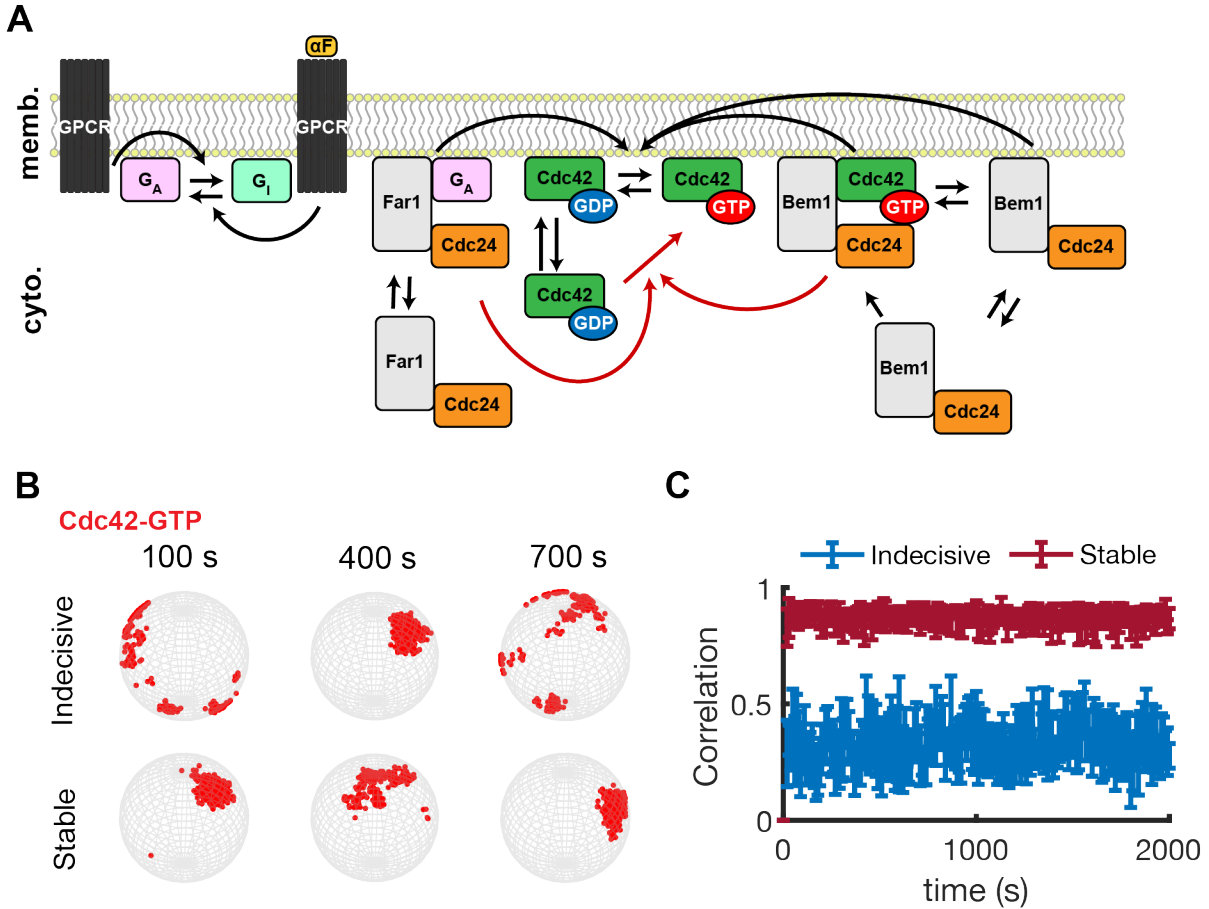 A
αF
memb.
GPCR
GPCR
GA
GI
Far1
GA
Cdc24
Cdc42
GDP
Cdc42
GTP
Bem1
Cdc42
GTP
Cdc24
Bem1
Cdc24
cyto.
Cdc42
GDP
Far1
Cdc24
Bem1
Cdc24
B
Cdc42-GTP
100 s
400 s
700 s
Indecisive
Stable
C
Indecisive
Stable
Correlation
1
0.5
0
0
1000
2000
time (s)